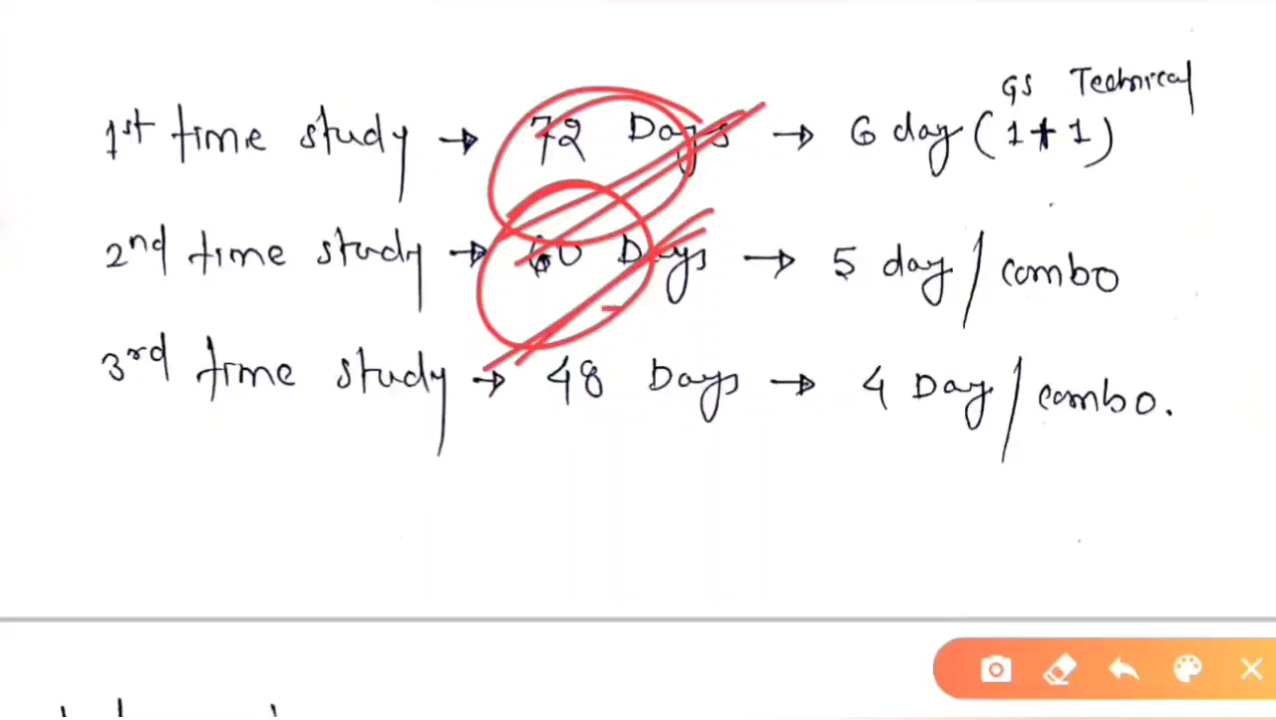 GS Technical
1st time study → 72 Days → 6 day (1+1)
2nd time study → 60 Days → 5 day / combo
3rd time study → 48 Days → 4 Day / combo.